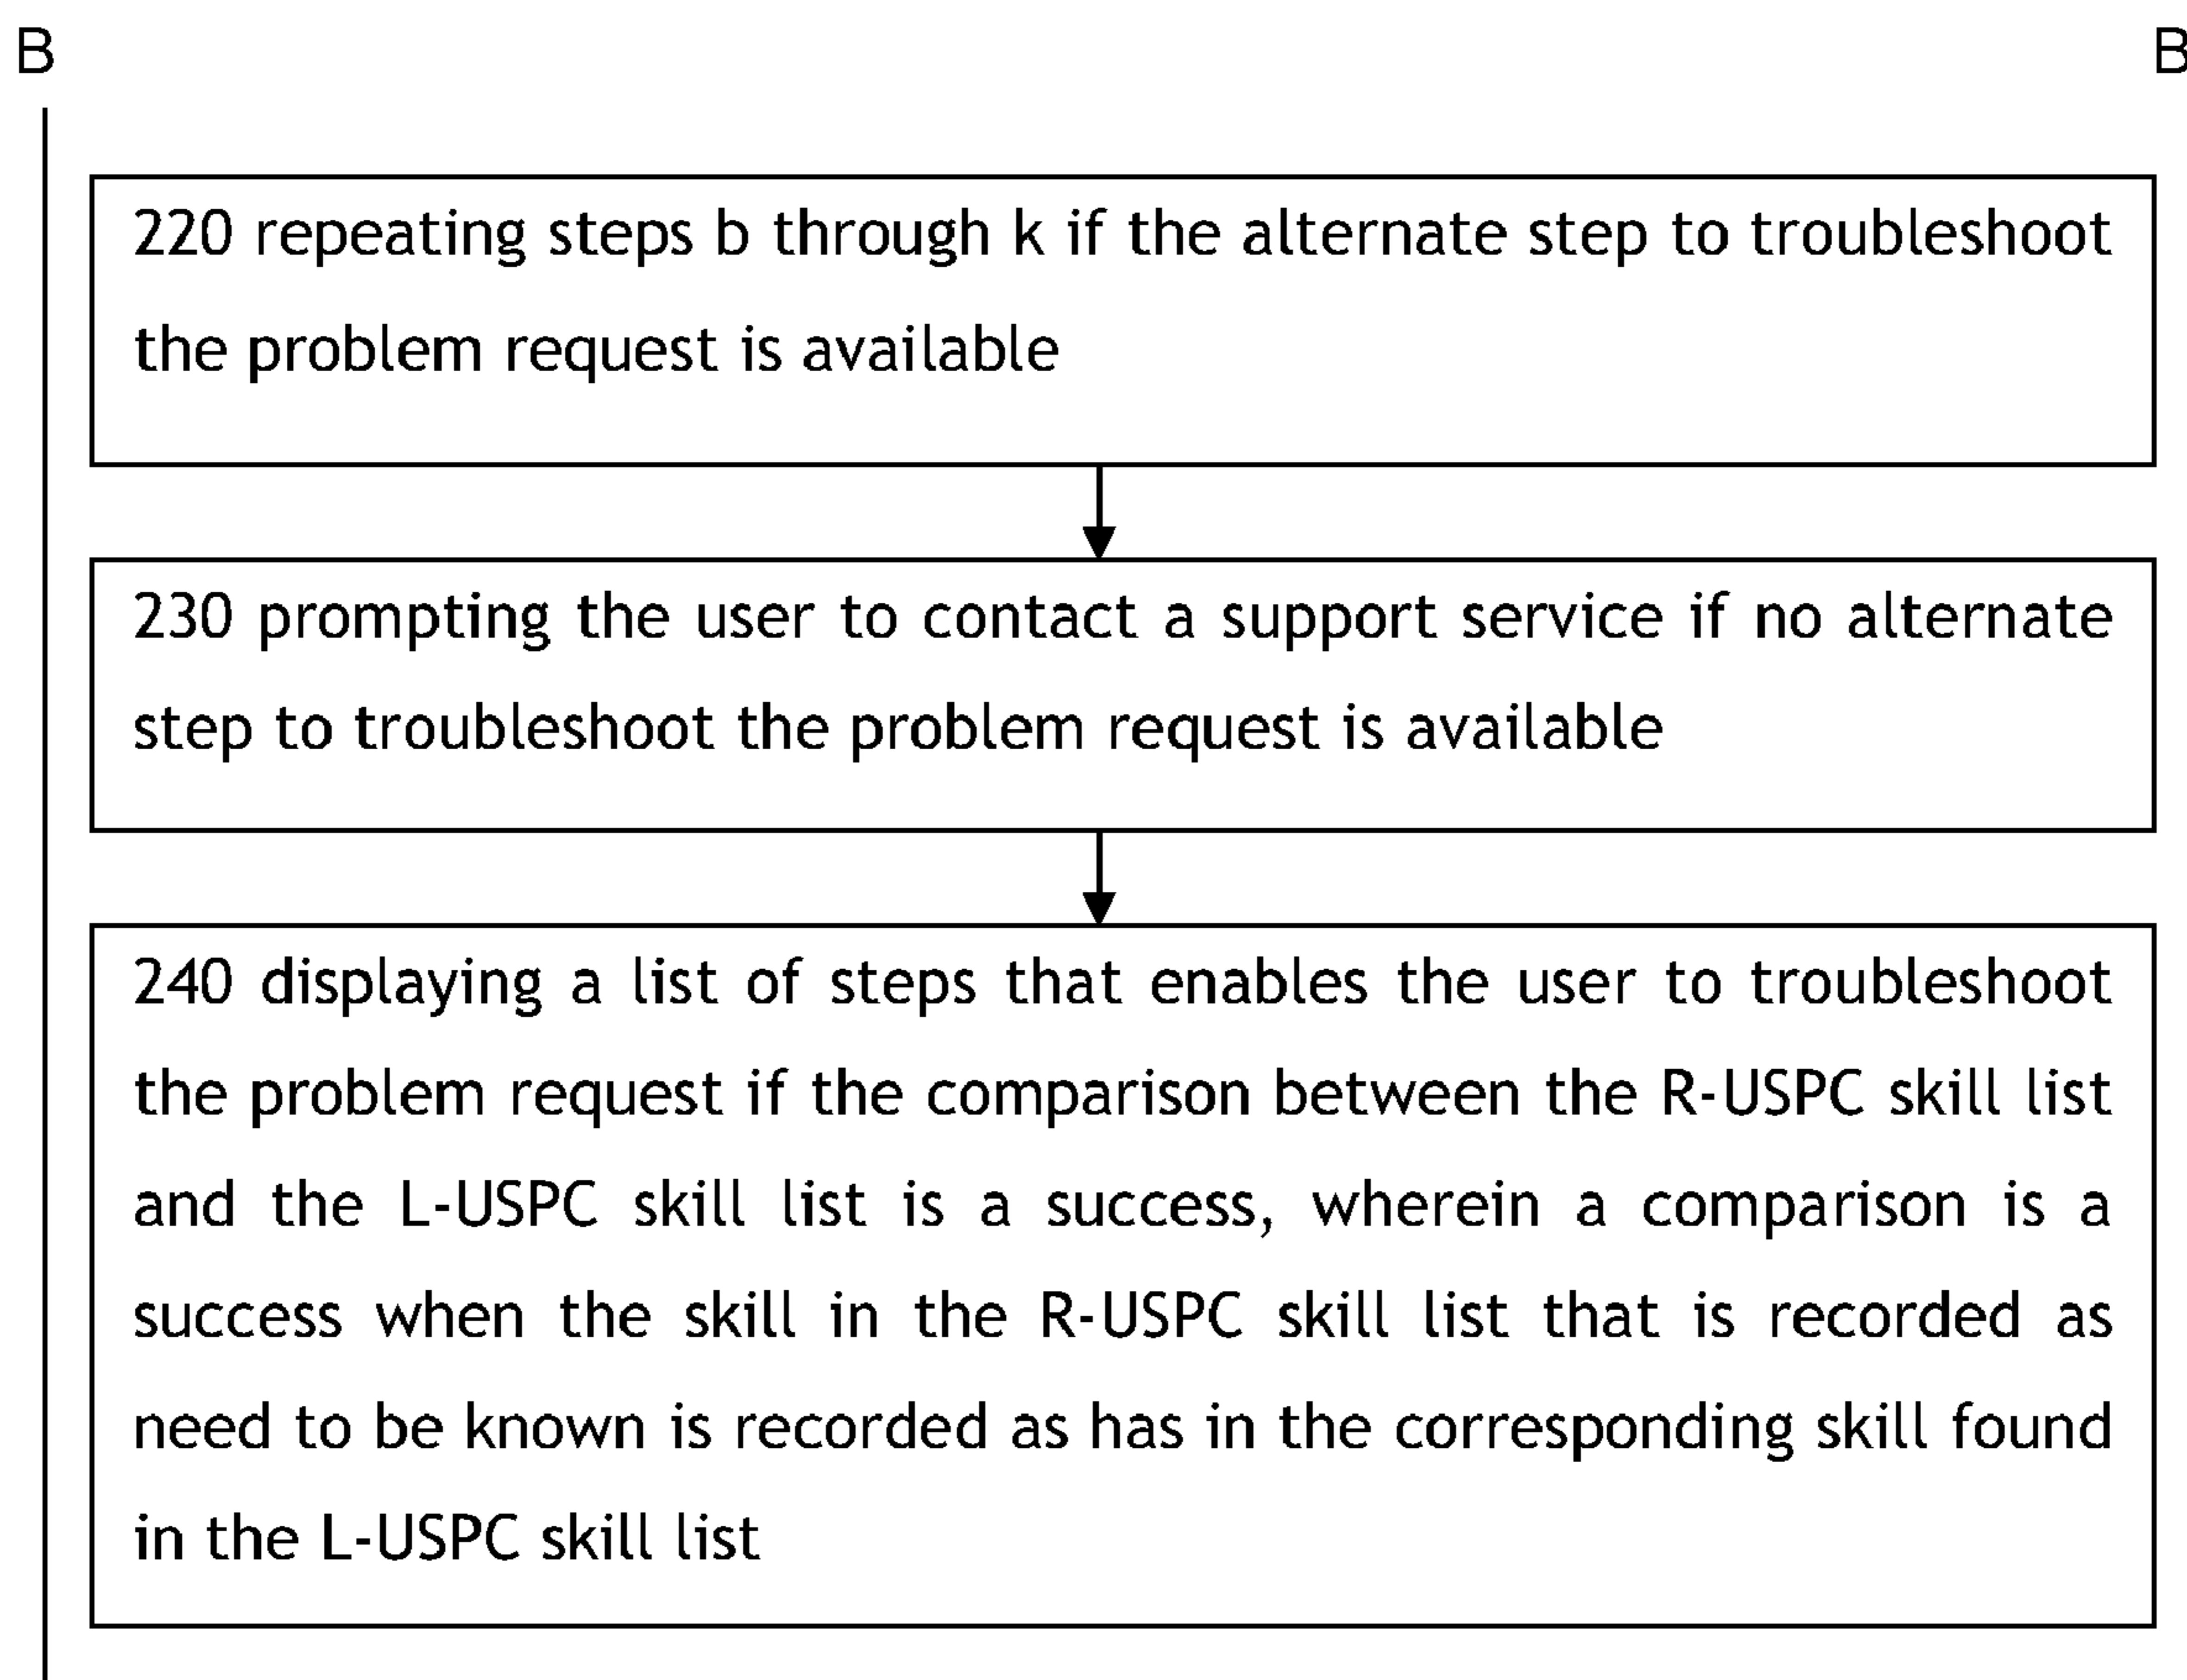 B B
220 repeating steps b through k if the alternate step to troubleshoot
the problem request is available
230 prompting the user to contact a support service if no alternate
step to troubleshoot the problem request is available
240 displaying a list of steps that enables the user to troubleshoot
the problem request if the comparison between the R-USPC skill list
and the L-USPC skill list is a success, wherein a comparison is a
success when the skill in the R-USPC skill list that is recorded as
need to be known is recorded as has in the corresponding skill found
in the L-USPC skill list